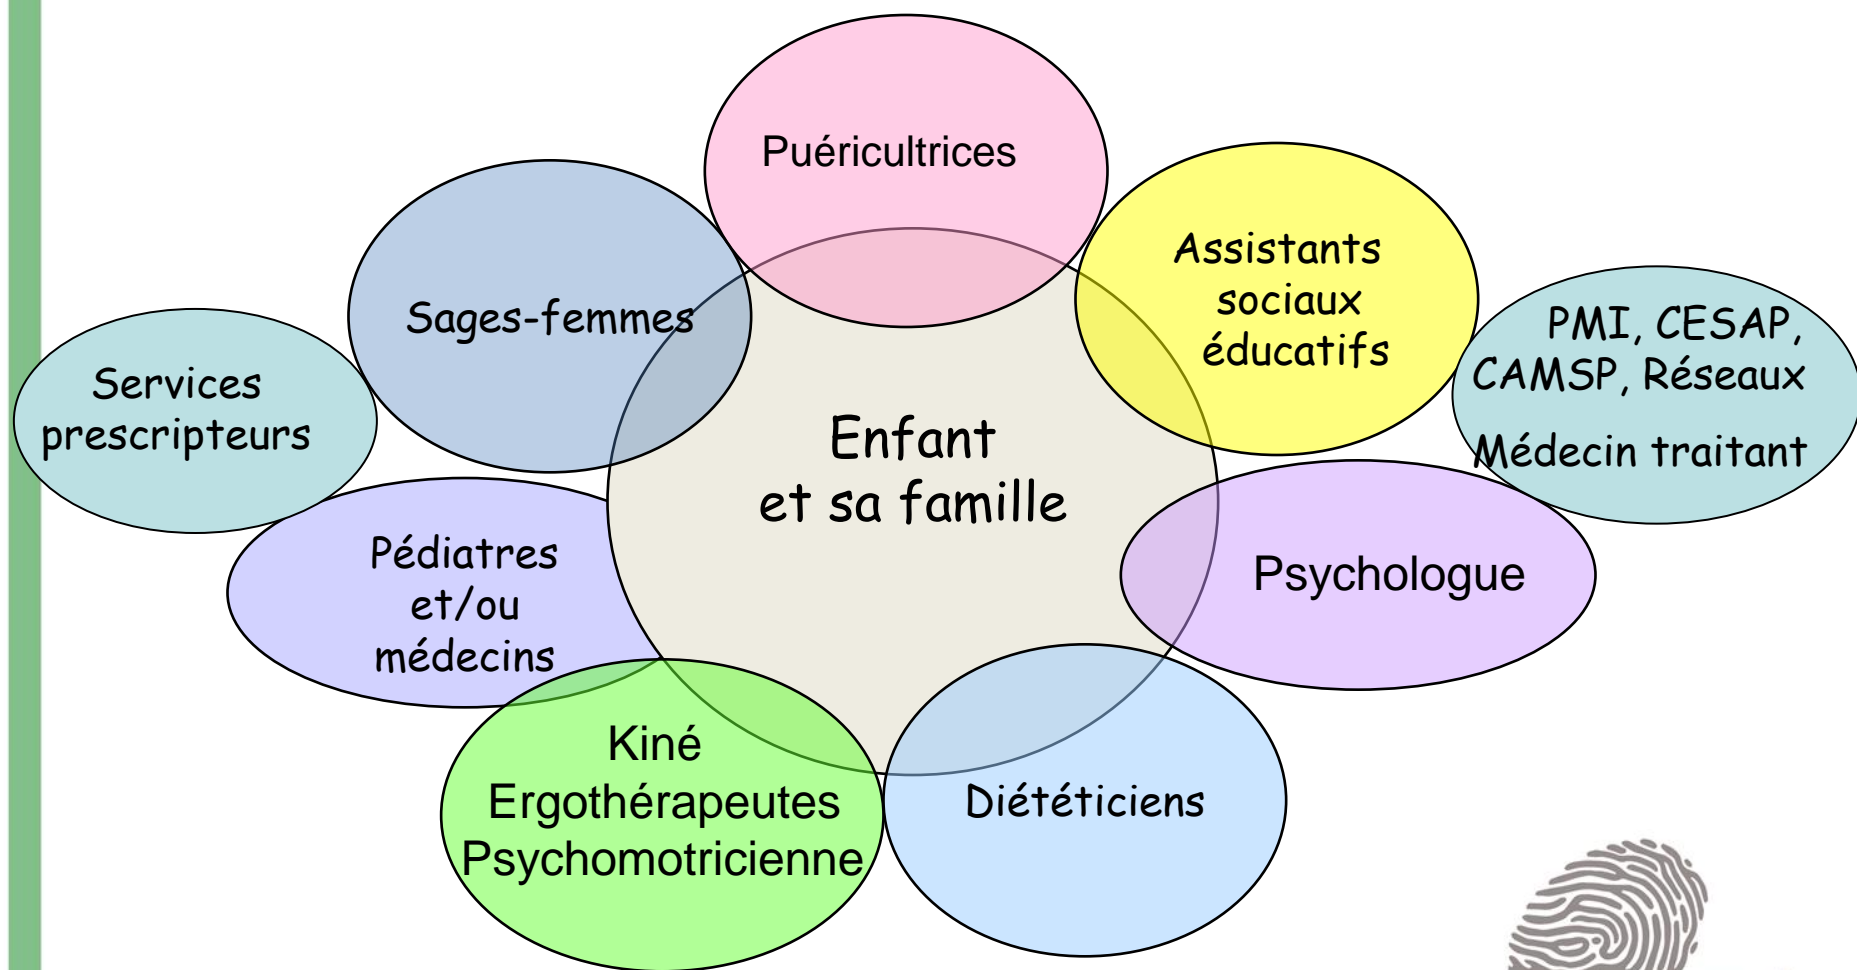 Puéricultrices
Sages-femmes
Assistants
sociaux
éducatifs
Services
prescripteurs
PMI, CESAP,
CAMSP, Réseaux
Médecin traitant
Enfant
et sa famille
Pédiatres
et/ou
médecins
Psychologue
Kiné
Ergothérapeutes
Psychomotricienne
Diététiciens